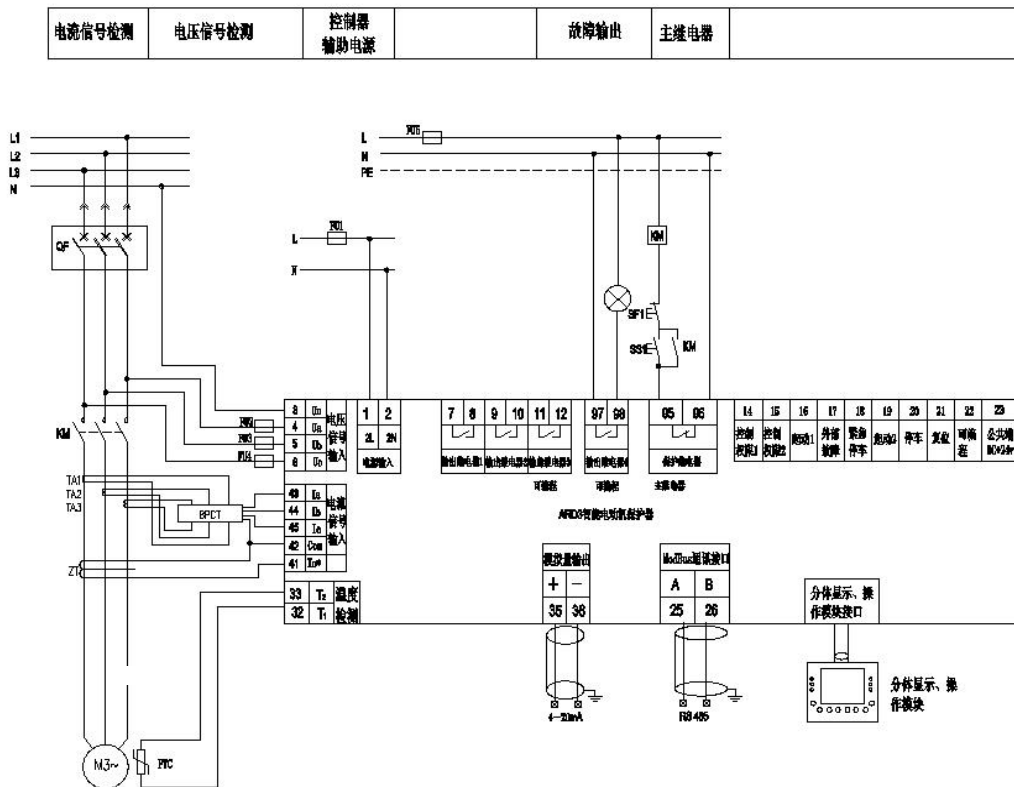 电流信号检测 电压信号检测 控制器 辅助电源 故障输出 主继电器
L1
L2
L3
N
L
N
PE
L
N
QF
KM
SF1
SS1
KM
KM
TA1
TA2
TA3
BPCT
ZT
4 Ua
5 Ub
电压信号输入
1 2
2L 2N
电源输入
7 8 9 10 11 12
可编程
97 98
可编程
95 96
保护继电器
主继电器
14 15 16 17 18 19 20 21 22 23
控制权限1
控制权限2
起动1
外部故障
紧急停车
起动2
停车
复位
可编程
公共端
ARD3智能电动机保护器
43 Ia
44 Ib
45 Ic
42 Com
41
电流信号输入
33 T₂
32 T₁
温度检测
模拟量输出
+ −
35 36
4-20mA
ModBus通讯接口
A B
25 26
RS485
分体显示、操
作模块接口
分体显示、操
作模块
M3~
PTC